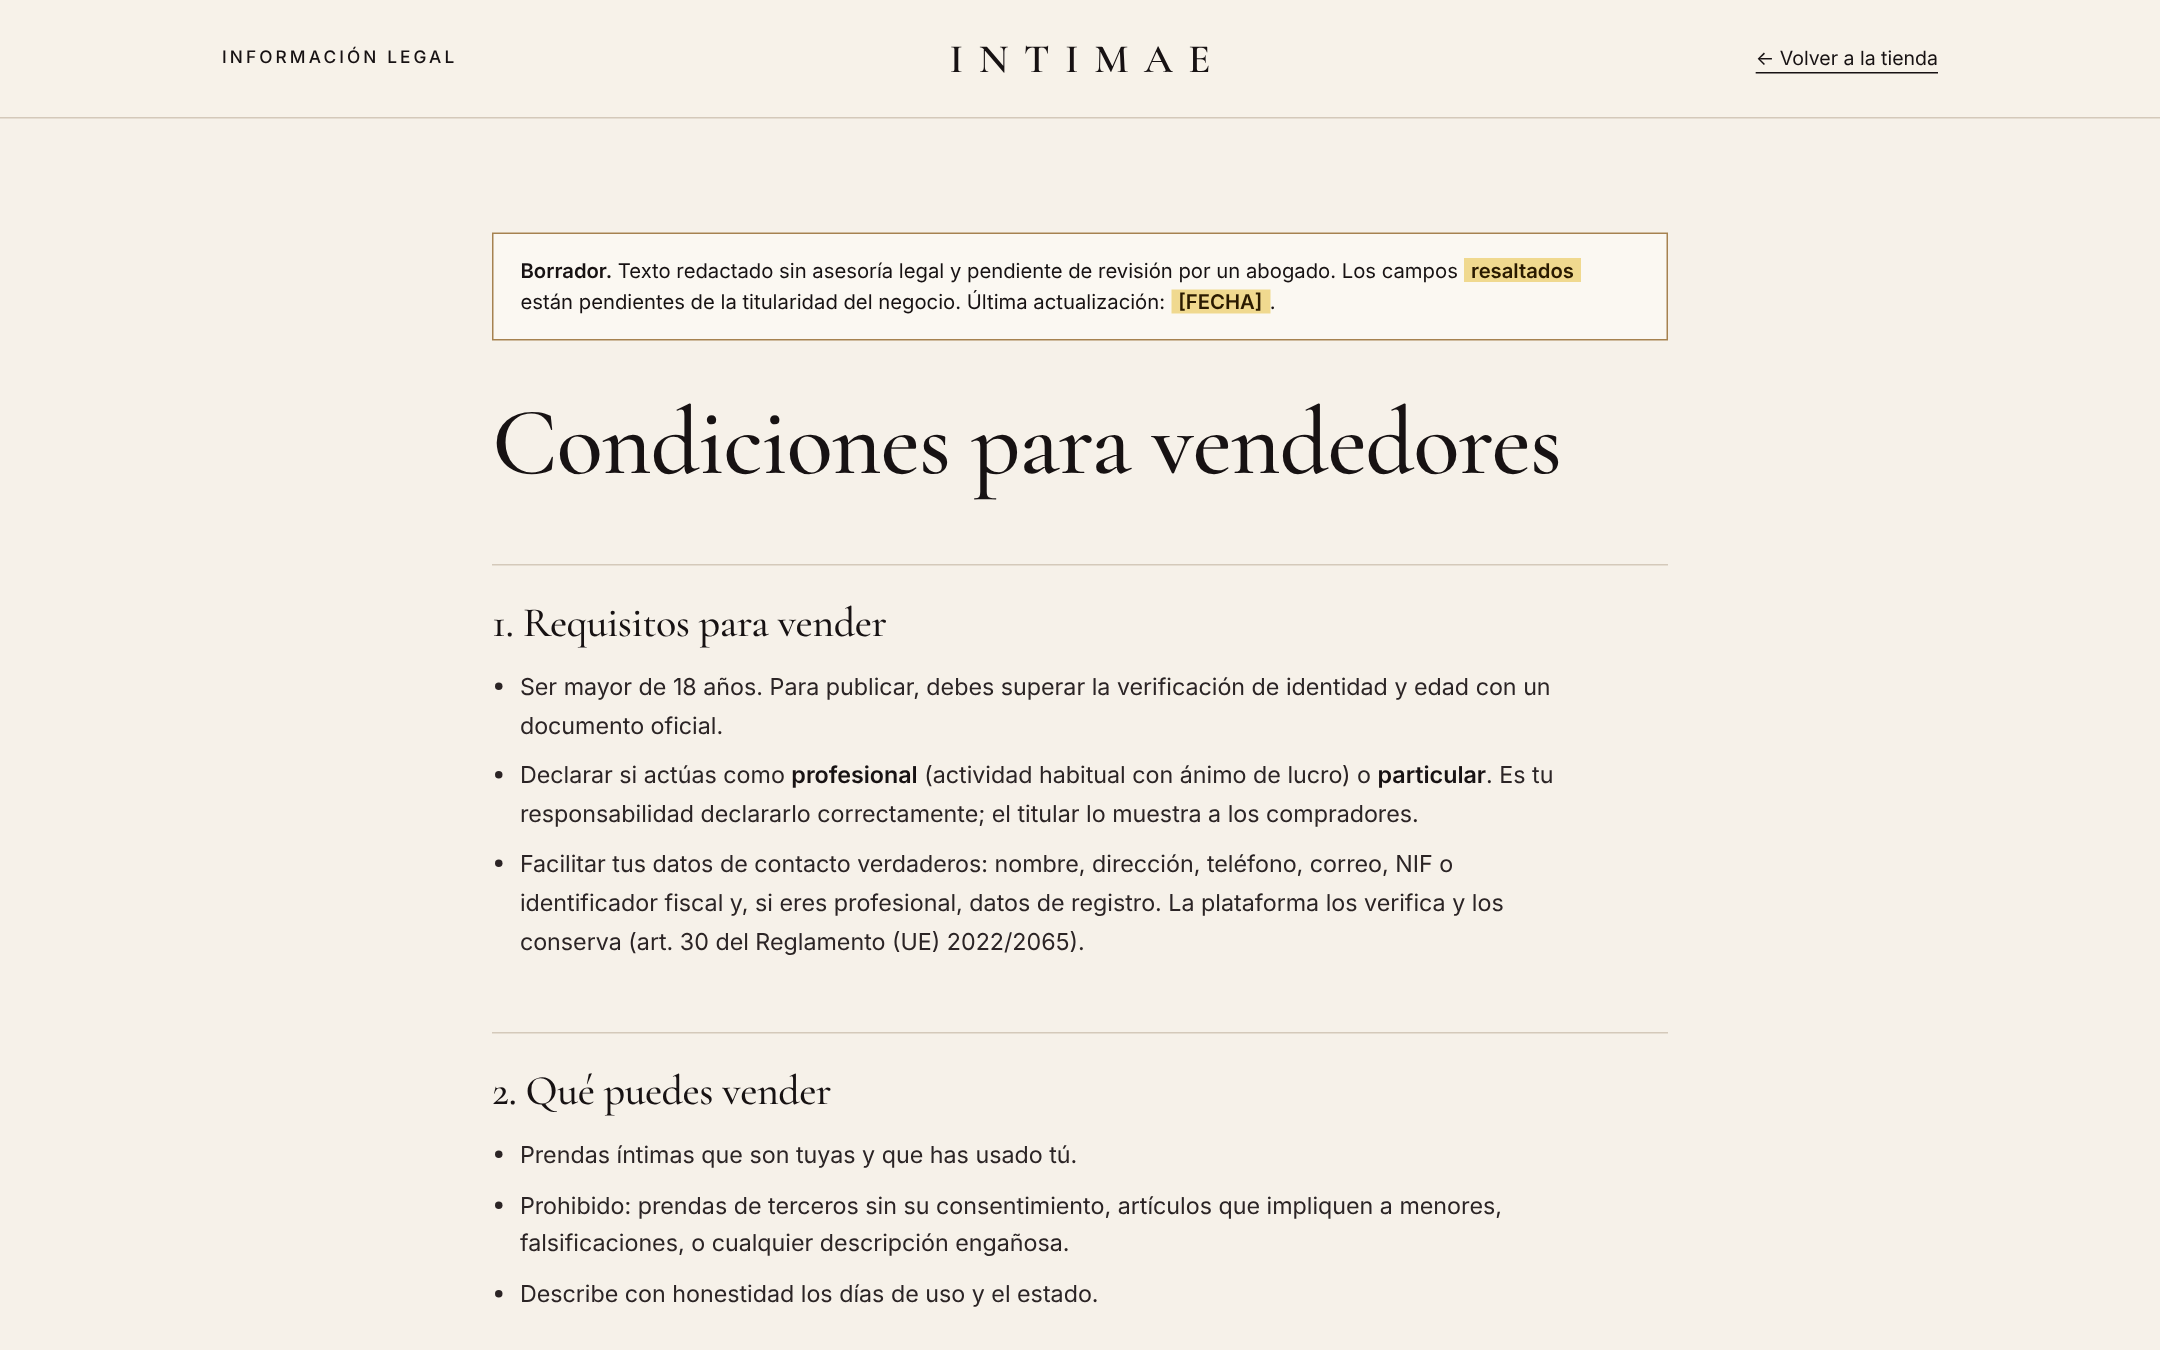 INFORMACIÓN LEGAL
INTIMAE
← Volver a la tienda
Borrador. Texto redactado sin asesoría legal y pendiente de revisión por un abogado. Los campos resaltados
están pendientes de la titularidad del negocio. Última actualización: [FECHA].
Condiciones para vendedores
1. Requisitos para vender
• Ser mayor de 18 años. Para publicar, debes superar la verificación de identidad y edad con un
documento oficial.
• Declarar si actúas como profesional (actividad habitual con ánimo de lucro) o particular. Es tu
responsabilidad declararlo correctamente; el titular lo muestra a los compradores.
• Facilitar tus datos de contacto verdaderos: nombre, dirección, teléfono, correo, NIF o
identificador fiscal y, si eres profesional, datos de registro. La plataforma los verifica y los
conserva (art. 30 del Reglamento (UE) 2022/2065).
2. Qué puedes vender
• Prendas íntimas que son tuyas y que has usado tú.
• Prohibido: prendas de terceros sin su consentimiento, artículos que impliquen a menores,
falsificaciones, o cualquier descripción engañosa.
• Describe con honestidad los días de uso y el estado.